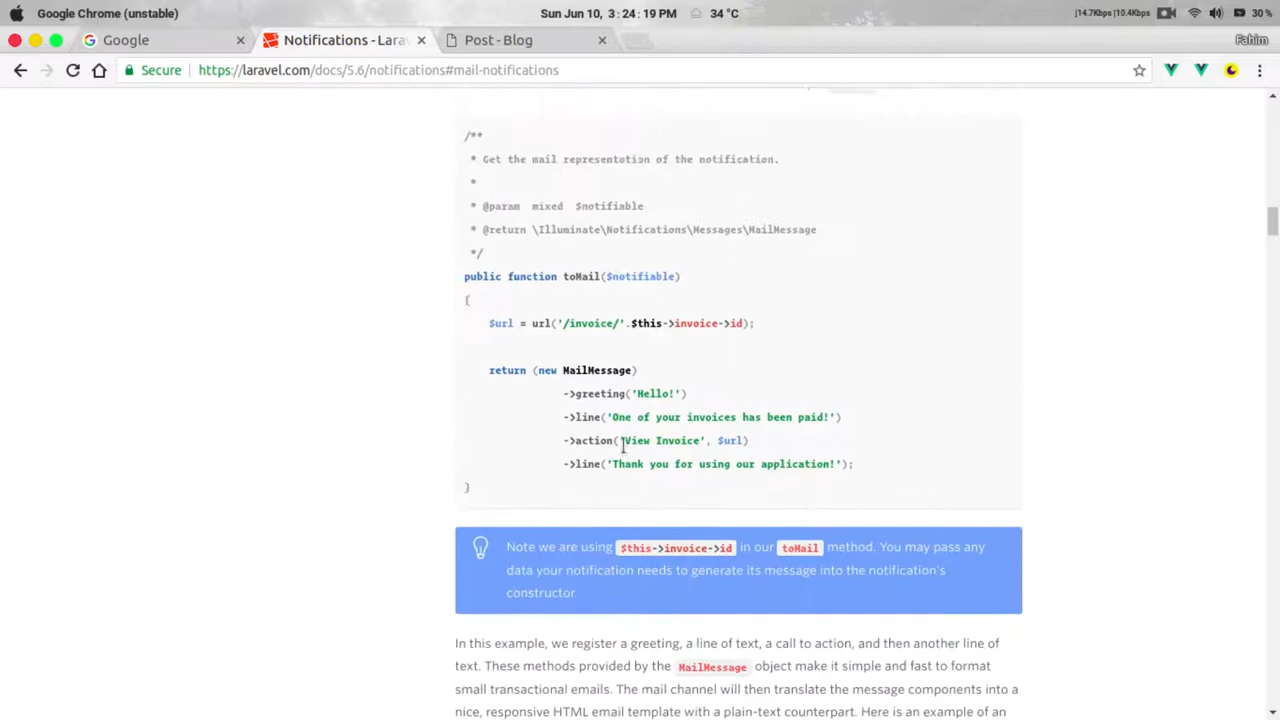 Google Chrome (unstable) Sun Jun 10, 3:24:19 PM 34 °C |14.7Kbps|10.4Kbps 30 %
Google Notifications - Lara Post - Blog Fahim
Secure https://laravel.com/docs/5.6/notifications#mail-notifications
/**
* Get the mail representation of the notification.
*
* @param mixed $notifiable
* @return \Illuminate\Notifications\Messages\MailMessage
*/
public function toMail($notifiable)
{
$url = url('/invoice/'.$this->invoice->id);
return (new MailMessage)
->greeting('Hello!')
->line('One of your invoices has been paid!')
->action('View Invoice', $url)
->line('Thank you for using our application!');
}
Note we are using $this->invoice->id in our toMail method. You may pass any
data your notification needs to generate its message into the notification's
constructor.
In this example, we register a greeting, a line of text, a call to action, and then another line of
text. These methods provided by the MailMessage object make it simple and fast to format
small transactional emails. The mail channel will then translate the message components into a
nice, responsive HTML email template with a plain-text counterpart. Here is an example of an